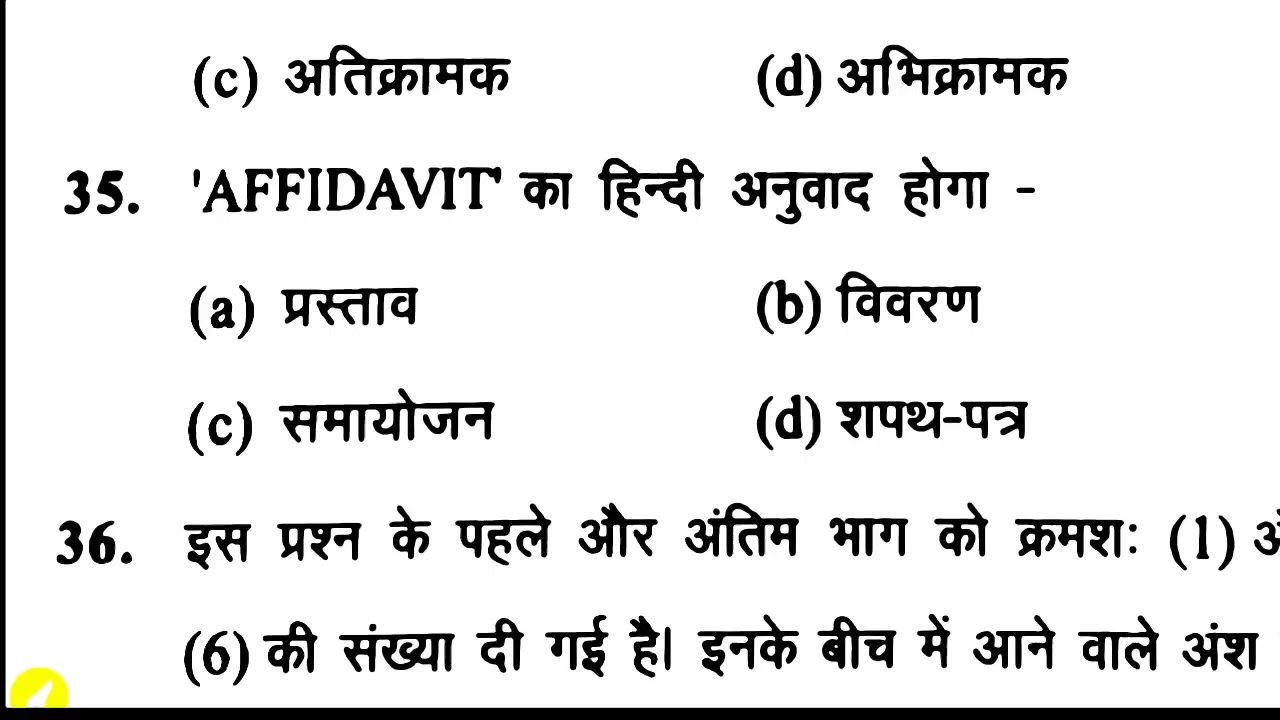 (c) अतिक्रामक (d) अभिक्रामक
35. 'AFFIDAVIT' का हिन्दी अनुवाद होगा -
(a) प्रस्ताव (b) विवरण
(c) समायोजन (d) शपथ-पत्र
36. इस प्रश्न के पहले और अंतिम भाग को क्रमशः (1)
(6) की संख्या दी गई है। इनके बीच में आने वाले अंश